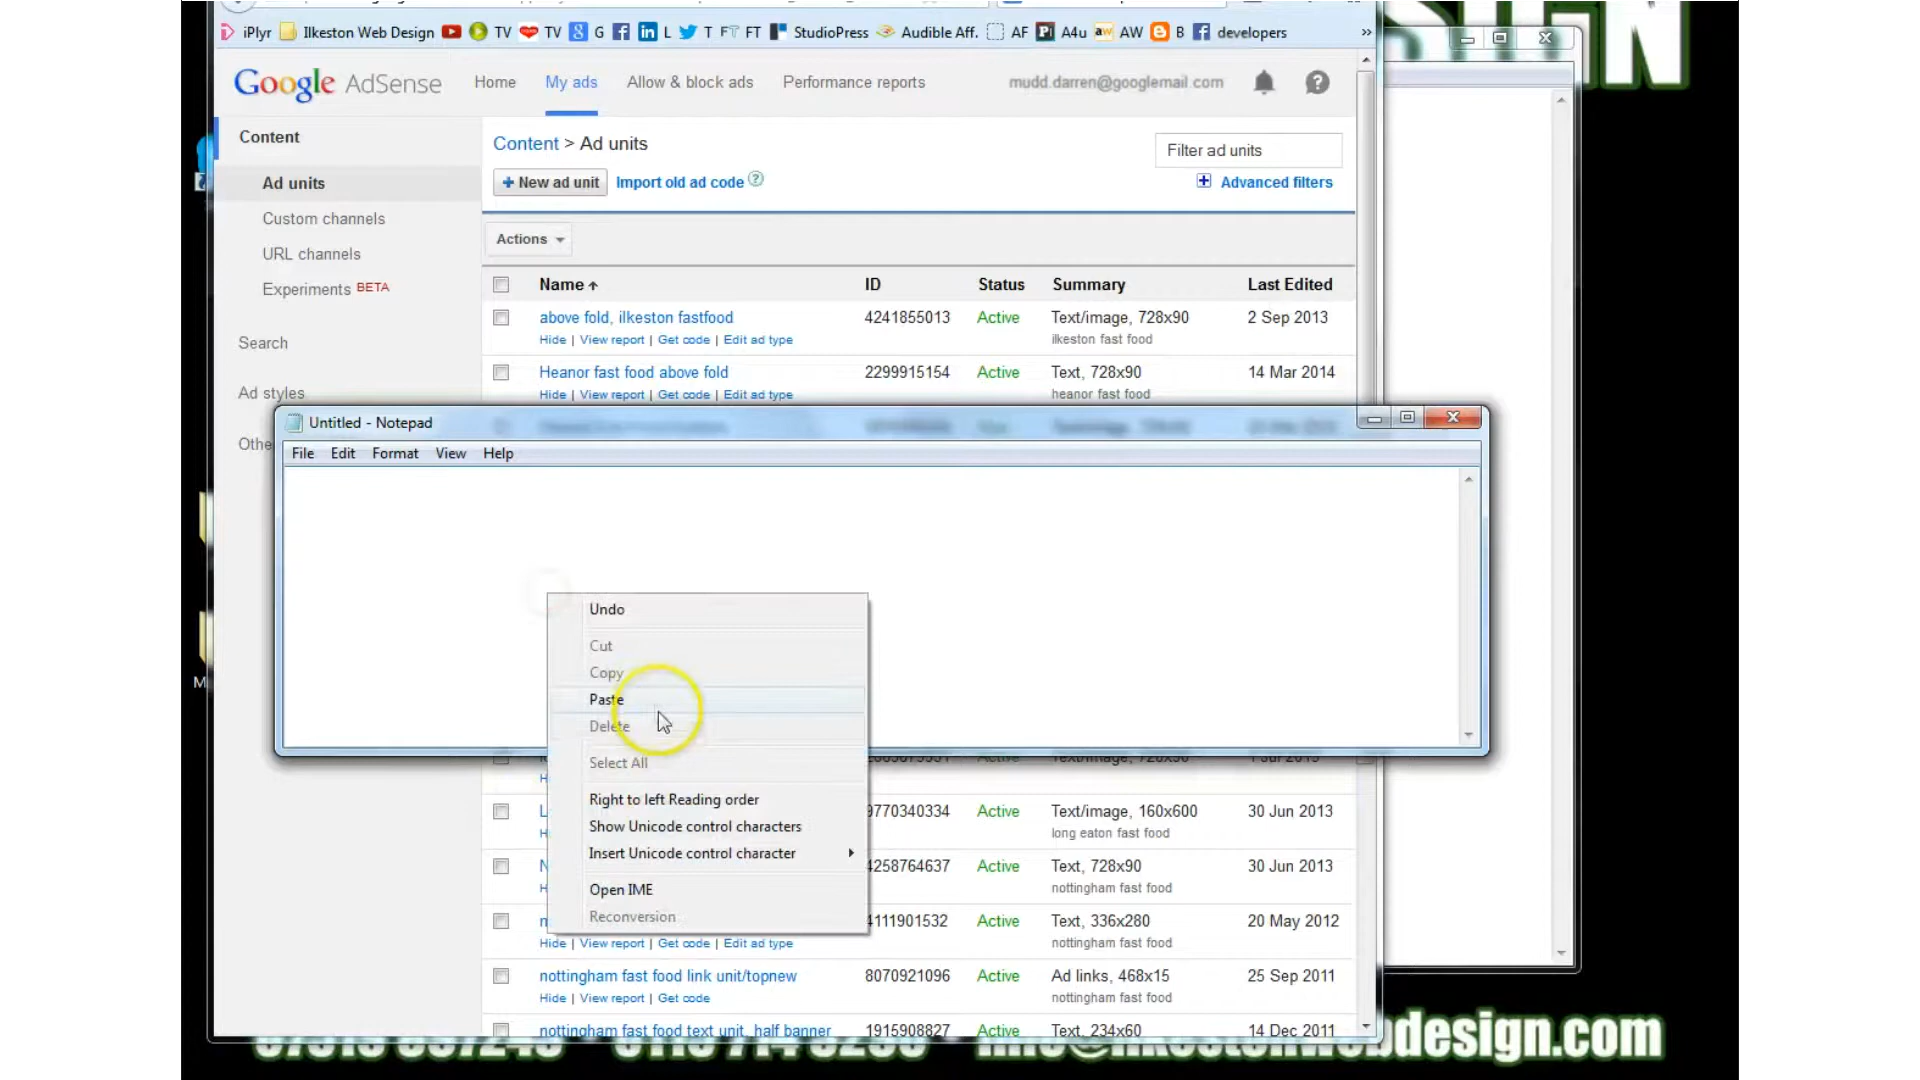 iPlyr Ilkeston Web Design TV TV G L T FT StudioPress Audible Aff. AF A4u AW B developers »
Google AdSense Home My ads Allow & block ads Performance reports mudd.darren@googlemail.com
Content
Content > Ad units
Filter ad units
Ad units
+ New ad unit Import old ad code
Advanced filters
Custom channels
Actions
URL channels
Experiments BETA
Name ID Status Summary Last Edited
above fold, ilkeston fastfood 4241855013 Active Text/image, 728x90 2 Sep 2013
Hide | View report | Get code | Edit ad type ilkeston fast food
Search
Heanor fast food above fold 2299915154 Active Text, 728x90 14 Mar 2014
Hide | View report | Get code | Edit ad type heanor fast food
Ad styles
Untitled - Notepad
File Edit Format View Help
Undo
Cut
Copy
Paste
Delete
Select All
Right to left Reading order
Show Unicode control characters
Insert Unicode control character
Open IME
Reconversion
9770340334 Active Text/image, 160x600 30 Jun 2013
long eaton fast food
4258764637 Active Text, 728x90 30 Jun 2013
nottingham fast food
4111901532 Active Text, 336x280 20 May 2012
Hide | View report | Get code | Edit ad type nottingham fast food
nottingham fast food link unit/topnew 8070921096 Active Ad links, 468x15 25 Sep 2011
Hide | View report | Get code nottingham fast food
nottingham fast food text unit, half banner 1915908827 Active Text, 234x60 14 Dec 2011